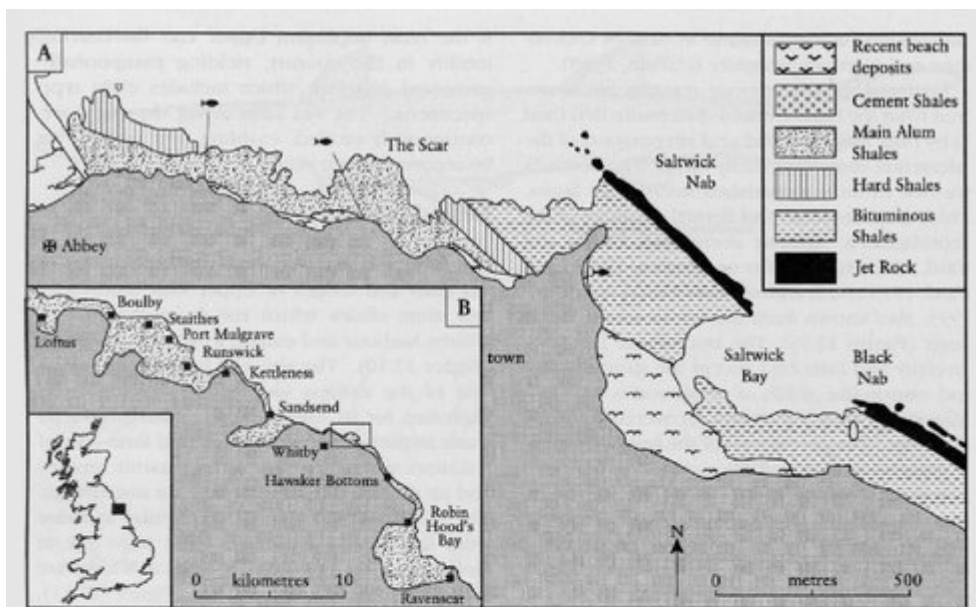 A
The Scar
Saltwick
Nab
Abbey
Recent beach
deposits
Cement Shales
Main Alum
Shales
Hard Shales
Bituminous
Shales
Jet Rock
B
Boulby
Staithes
Port Malgrave
Loftus
Runswick
Kettleness
Sandsend
Whitby
Hawsker Bottoms
Robin
Hood's
Bay
Ravenscar
0 kilometres 10
town
Saltwick
Bay
Black
Nab
N
0 metres 500